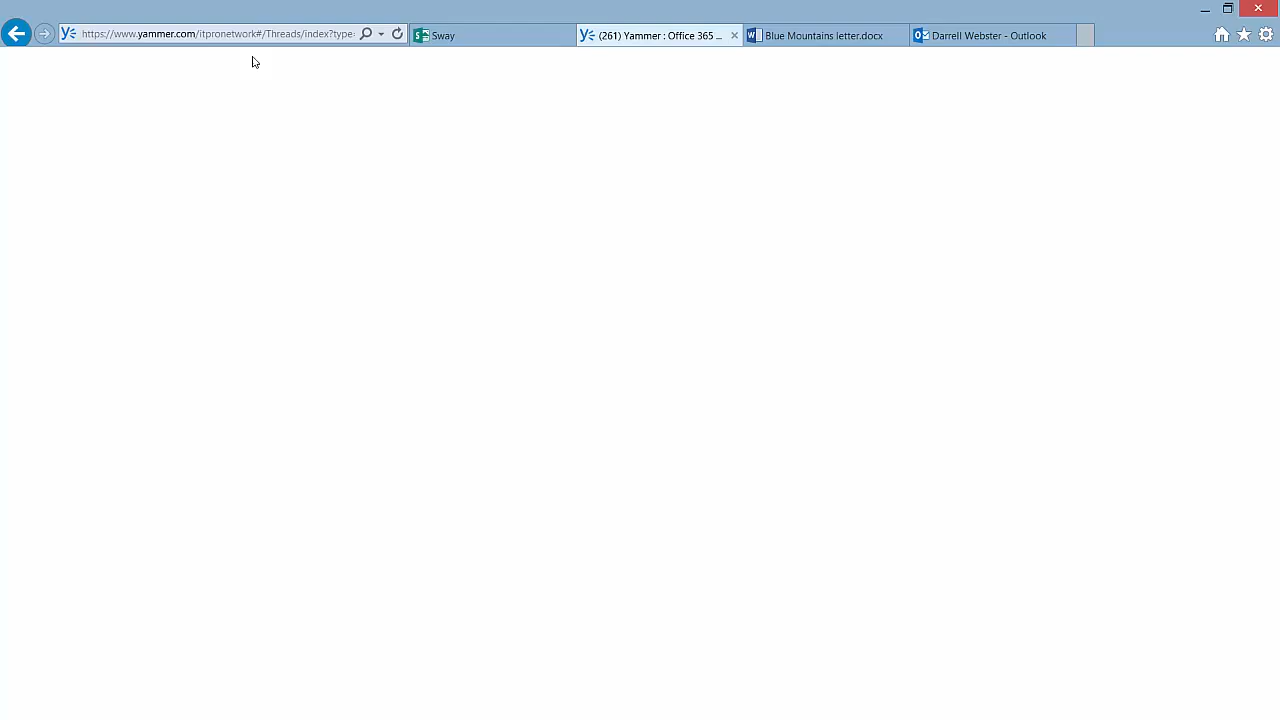 https://www.yammer.com/itpronetwork#/Threads/index?type=
Sway
(261) Yammer : Office 365 ...
Blue Mountains letter.docx
Darrell Webster - Outlook